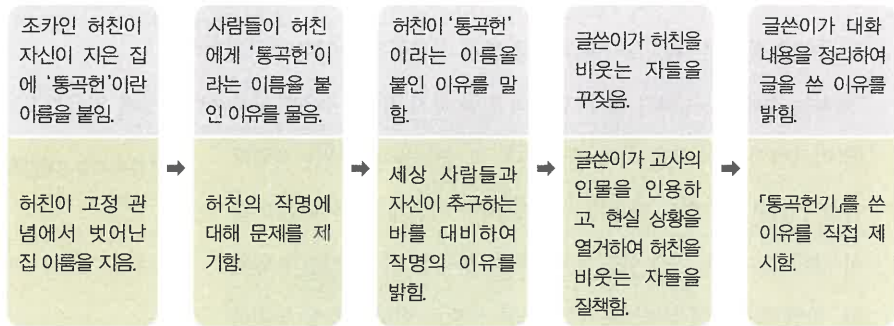 조카인 허친이
자신이 지은 집
에 ‘통곡헌’이란
이름을 붙임.
허친이 고정 관
념에서 벗어난
집 이름을 지음.
➡
사람들이 허친
에게 ‘통곡헌’이
라는 이름을 붙
인 이유를 물음.
허친의 작명에
대해 문제를 제
기함.
허친이 ‘통곡헌’
이라는 이름을
붙인 이유를 말
함.
세상 사람들과
자신이 추구하는
바를 대비하여
작명의 이유를
밝힘.
➡
글쓴이가 허친을
비웃는 자들을
꾸짖음.
글쓴이가 고사의
인물을 인용하
고, 현실 상황을
열거하여 허친을
비웃는 자들을
질책함.
➡
글쓴이가 대화
내용을 정리하여
글을 쓴 이유를
밝힘.
「통곡헌기」를 쓴
이유를 직접 제
시함.